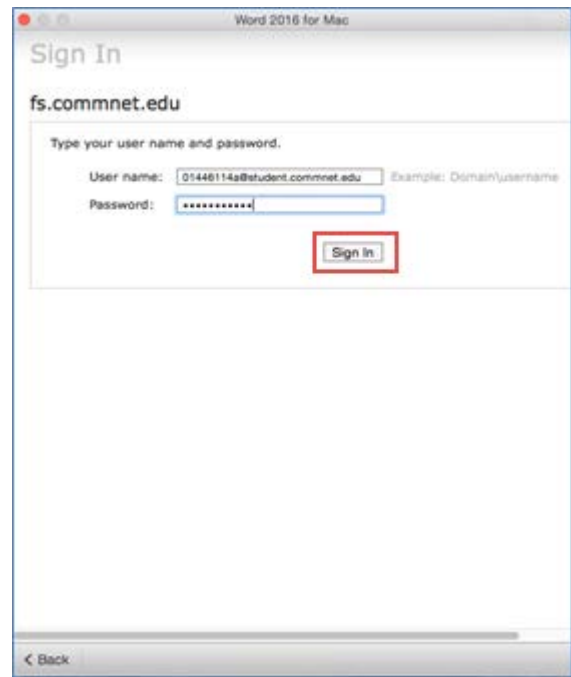 Word 2016 for Mac
Sign In
fs.commnet.edu
Type your user name and password.
User name: 01446114a@student.commnet.edu Example: Domain\username
Password: •••••••••••
Sign In
< Back